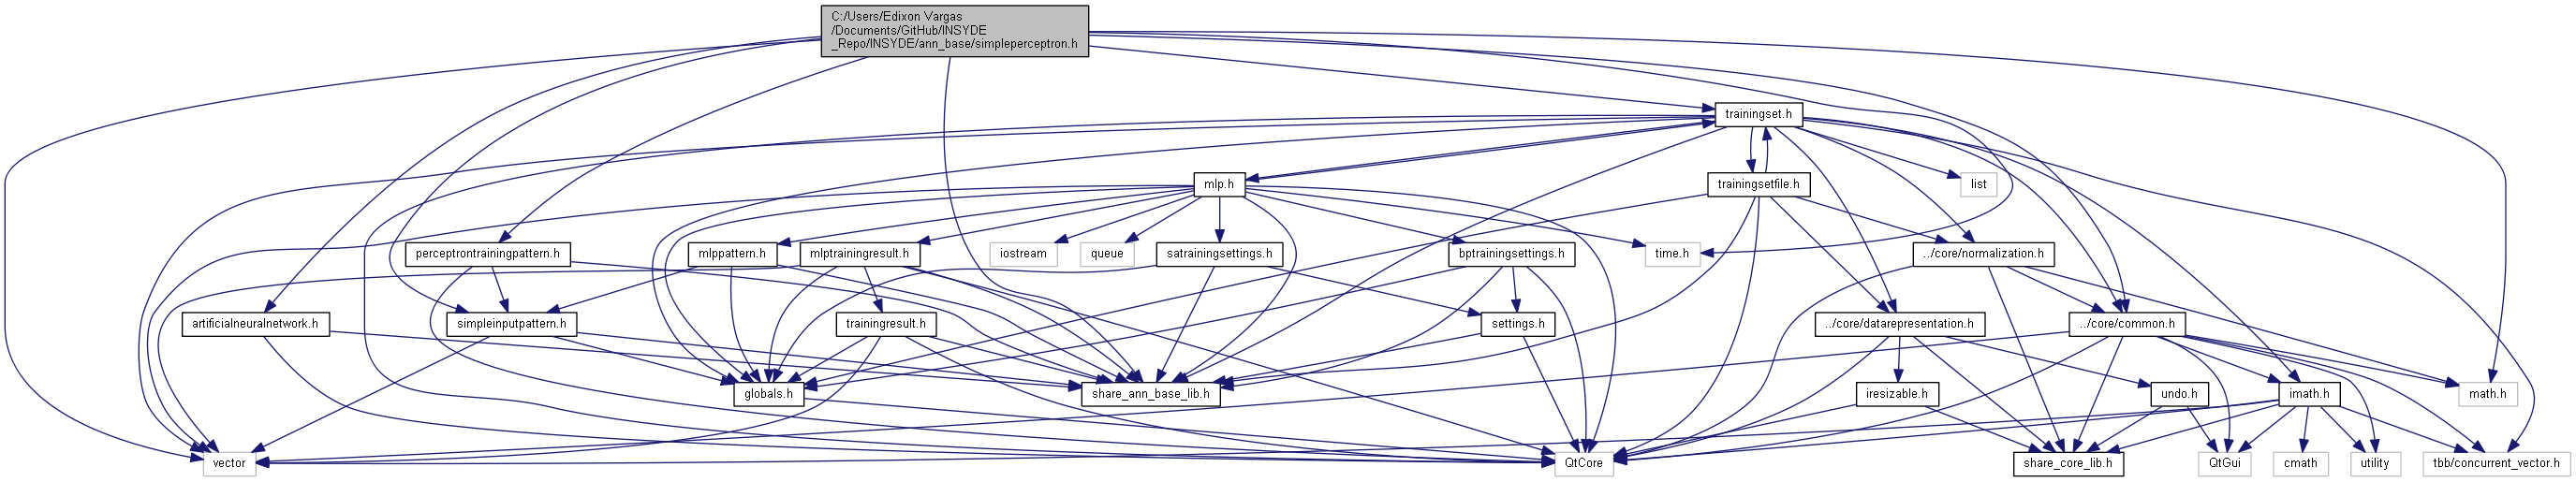 C:/Users/Edixon Vargas
/Documents/GitHub/INSYDE
_Repo/INSYDE/ann_base/simpleperceptron.h
trainingset.h
mlp.h
trainingsetfile.h
list
perceptrontrainingpattern.h
mlppattern.h
mlptrainingresult.h
iostream
queue
satrainingsettings.h
bptrainingsettings.h
time.h
../core/normalization.h
artificialneuralnetwork.h
simpleinputpattern.h
trainingresult.h
settings.h
../core/datarepresentation.h
../core/common.h
globals.h
share_ann_base_lib.h
iresizable.h
undo.h
imath.h
math.h
vector
QtCore
share_core_lib.h
QtGui
cmath
utility
tbb/concurrent_vector.h